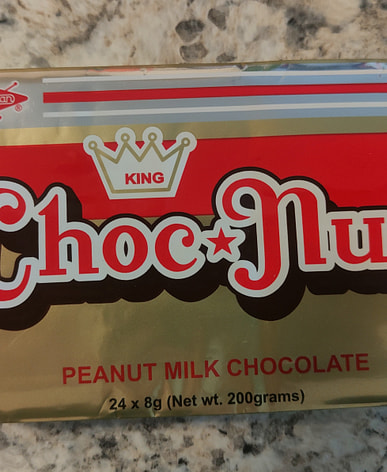 ®
KING
Choc★Nu
PEANUT MILK CHOCOLATE
24 x 8g (Net wt. 200grams)